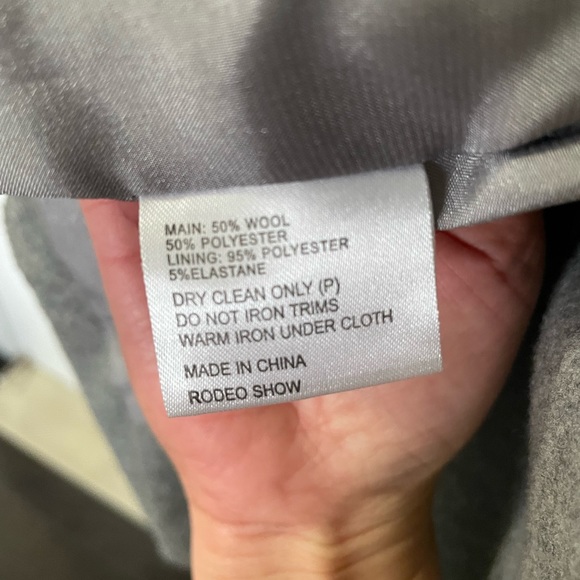 MAIN: 50% WOOL
50% POLYESTER
LINING: 95% POLYESTER
5%ELASTANE
DRY CLEAN ONLY (P)
DO NOT IRON TRIMS
WARM IRON UNDER CLOTH
MADE IN CHINA
RODEO SHOW